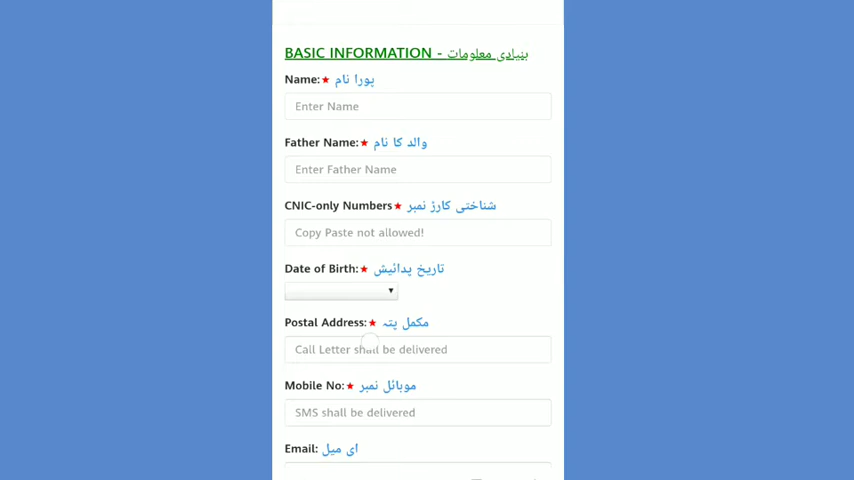 BASIC INFORMATION - بنیادی معلومات
Name:★ پورا نام
Enter Name
Father Name:★ والد کا نام
Enter Father Name
CNIC-only Numbers★ شناختی کارڑ نمبر
Copy Paste not allowed!
Date of Birth:★ تاریخ پدائیش
Postal Address:★ مکمل پتہ
Call Letter shall be delivered
Mobile No:★ موبائل نمبر
SMS shall be delivered
Email: ای میل